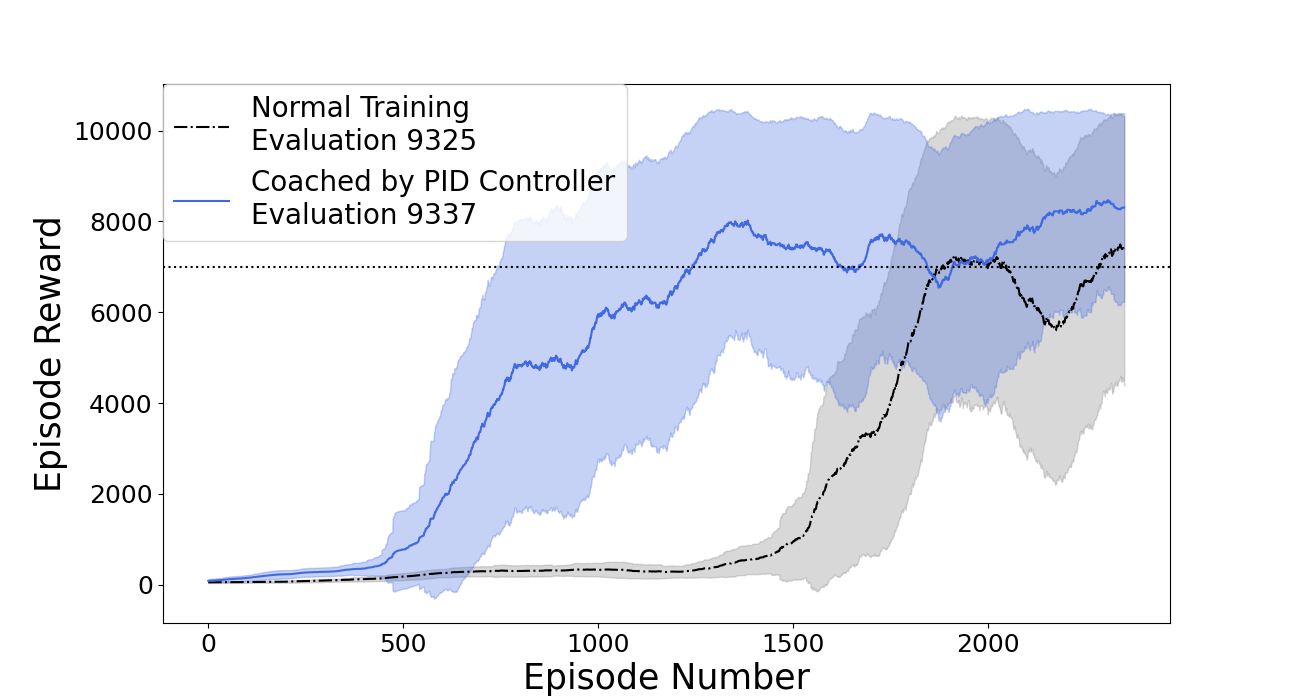 Normal Training
Evaluation 9325
Coached by PID Controller
Evaluation 9337
Episode Reward
10000
8000
6000
4000
2000
0
0 500 1000 1500 2000
Episode Number